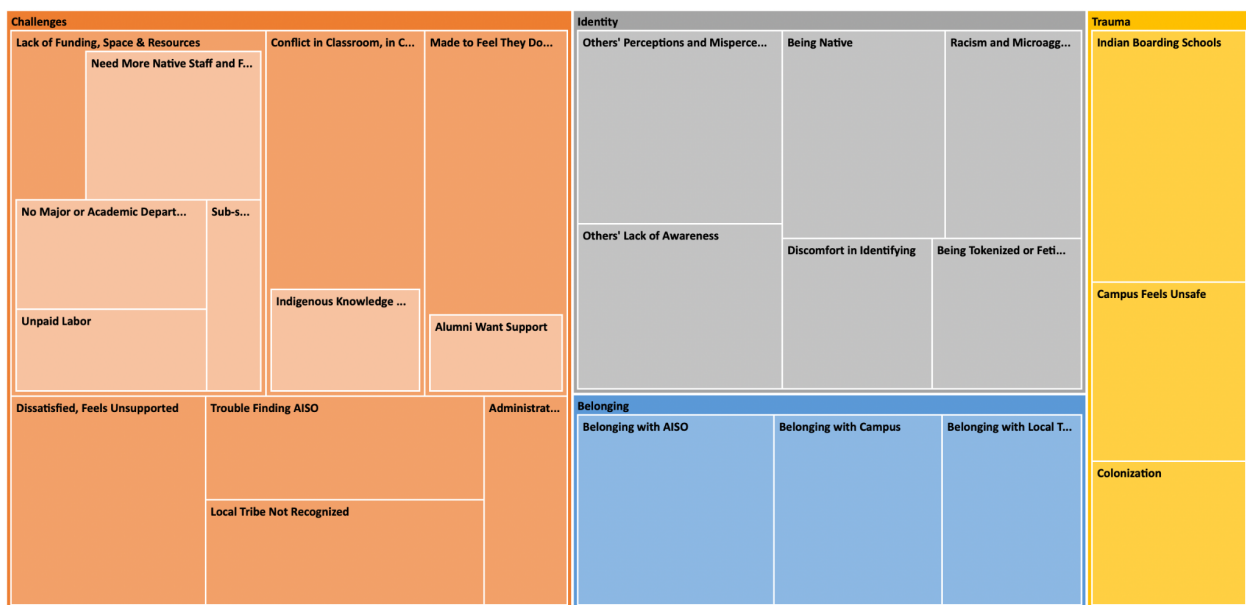 Challenges
Lack of Funding, Space & Resources
Need More Native Staff and F...
No Major or Academic Depart...
Sub-s...
Unpaid Labor
Conflict in Classroom, in C...
Indigenous Knowledge ...
Made to Feel They Do...
Alumni Want Support
Dissatisfied, Feels Unsupported
Trouble Finding AISO
Local Tribe Not Recognized
Administrat...
Identity
Others' Perceptions and Misperce...
Being Native
Racism and Microagg...
Others' Lack of Awareness
Discomfort in Identifying
Being Tokenized or Feti...
Belonging
Belonging with AISO
Belonging with Campus
Belonging with Local T...
Trauma
Indian Boarding Schools
Campus Feels Unsafe
Colonization